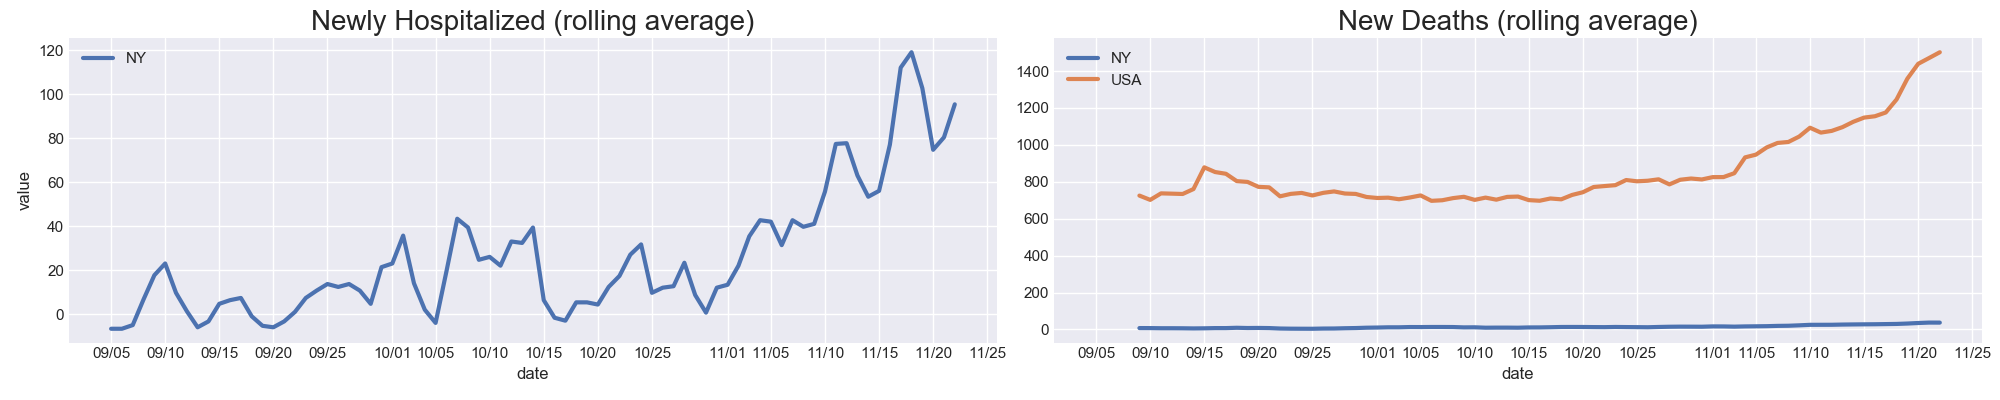 Newly Hospitalized (rolling average)
NY
120
100
80
60
40
20
0
value
09/05 09/10 09/15 09/20 09/25 10/01 10/05 10/10 10/15 10/20 10/25 11/01 11/05 11/10 11/15 11/20 11/25
date
New Deaths (rolling average)
NY
USA
1400
1200
1000
800
600
400
200
0
09/05 09/10 09/15 09/20 09/25 10/01 10/05 10/10 10/15 10/20 10/25 11/01 11/05 11/10 11/15 11/20 11/25
date